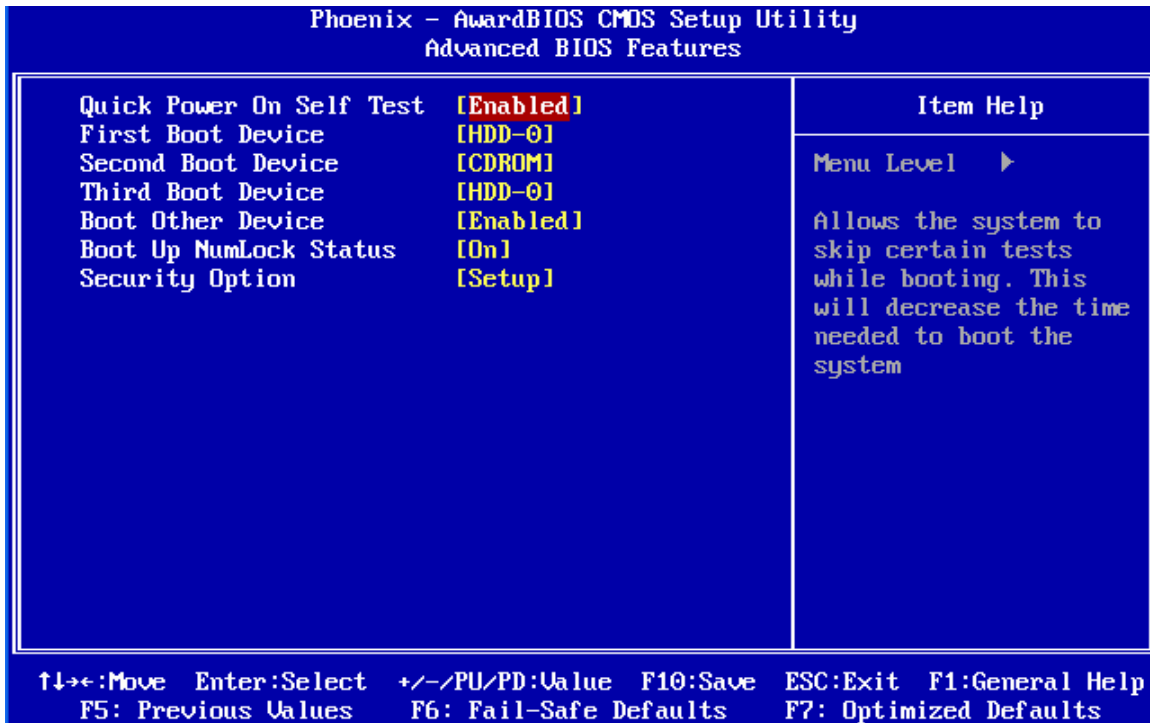 Phoenix - AwardBIOS CMOS Setup Utility
Advanced BIOS Features
Quick Power On Self Test [Enabled]
First Boot Device [HDD-0]
Second Boot Device [CDROM]
Third Boot Device [HDD-0]
Boot Other Device [Enabled]
Boot Up NumLock Status [On]
Security Option [Setup]
Item Help
Menu Level ▶
Allows the system to
skip certain tests
while booting. This
will decrease the time
needed to boot the
system
↑↓→←:Move Enter:Select +/-/PU/PD:Value F10:Save ESC:Exit F1:General Help
F5: Previous Values F6: Fail-Safe Defaults F7: Optimized Defaults